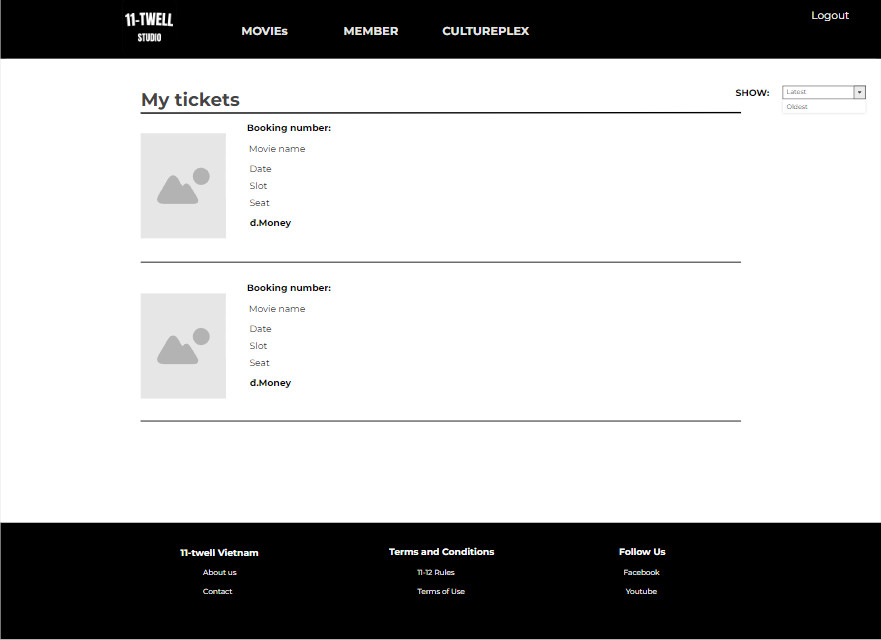 11-TWELL
STUDIO
MOVIEs
MEMBER
CULTUREPLEX
Logout
My tickets
SHOW:
Latest
Oldest
Booking number:
Movie name
Date
Slot
Seat
d.Money
Booking number:
Movie name
Date
Slot
Seat
d.Money
11-twell Vietnam
About us
Contact
Terms and Conditions
11-12 Rules
Terms of Use
Follow Us
Facebook
Youtube